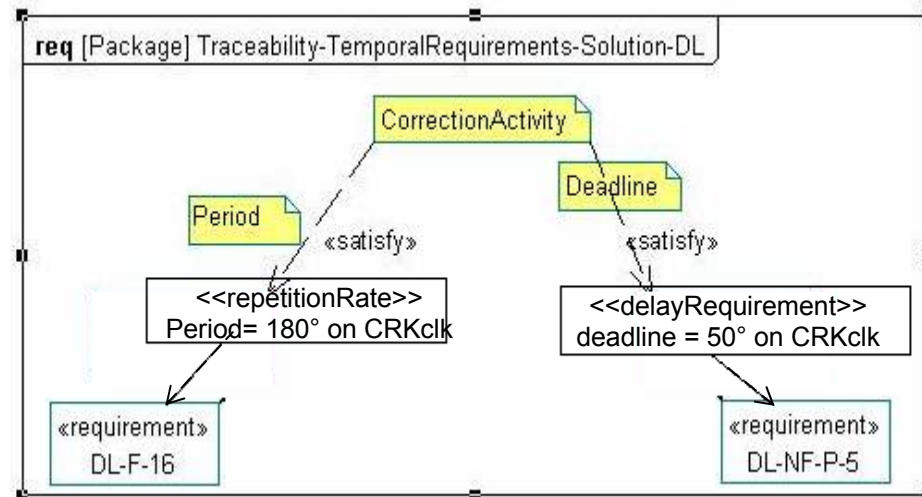 req [Package] Traceability-TemporalRequirements-Solution-DL
CorrectionActivity
Deadline
Period
«satisfy»
«satisfy»
<<repetitionRate>>
Period= 180° on CRKclk
<<delayRequirement>>
deadline = 50° on CRKclk
«requirement»
DL-F-16
«requirement»
DL-NF-P-5